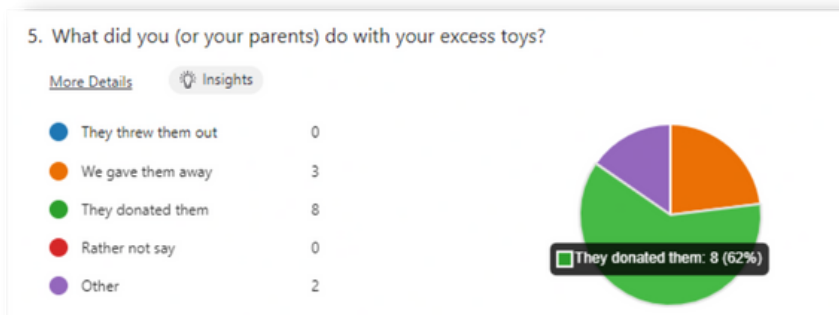 5. What did you (or your parents) do with your excess toys?
More Details Insights
They threw them out 0
We gave them away 3
They donated them 8
Rather not say 0
Other 2
They donated them: 8 (62%)